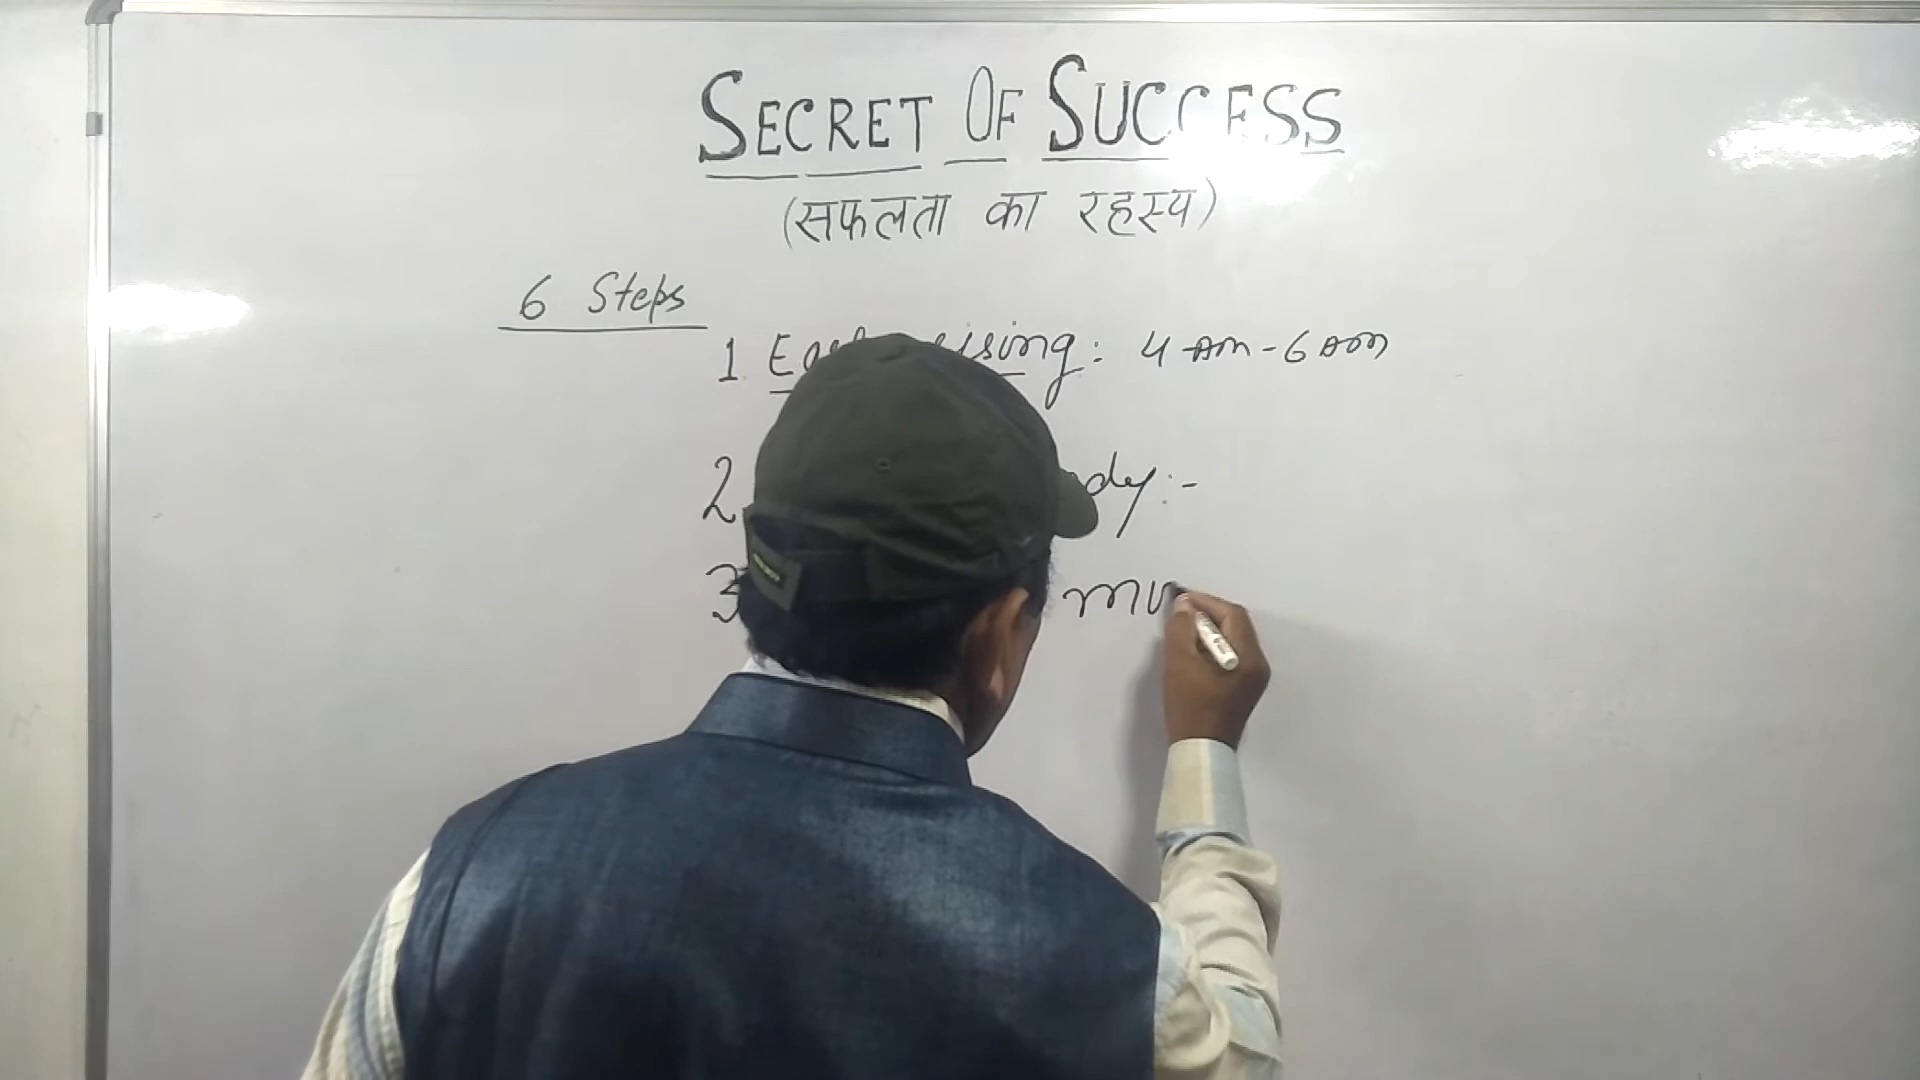 SECRET OF SUCCESS
(सफलता का रहस्य)
6 Steps
1. rising: 4 am - 6 am
2.
3